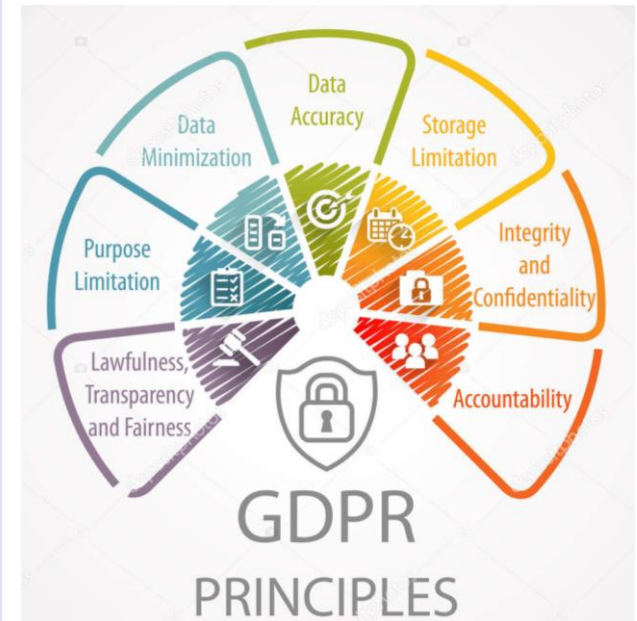 Lawfulness,
Transparency
and Fairness
Purpose
Limitation
Data
Minimization
Data
Accuracy
Storage
Limitation
Integrity
and
Confidentiality
Accountability
GDPR
PRINCIPLES